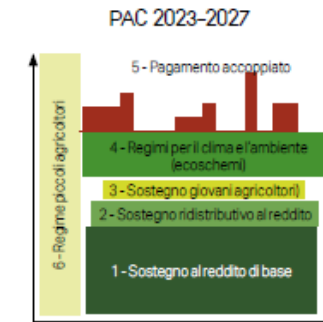 PAC 2023-2027
5 - Pagamento accoppiato
4 - Regimi per il clima e l'ambiente
(ecoschemi)
3 - Sostegno giovani agricoltori)
2 - Sostegno ridistributivo al reddito
1 - Sostegno al reddito di base
6 - Regime piccoli agricoltori